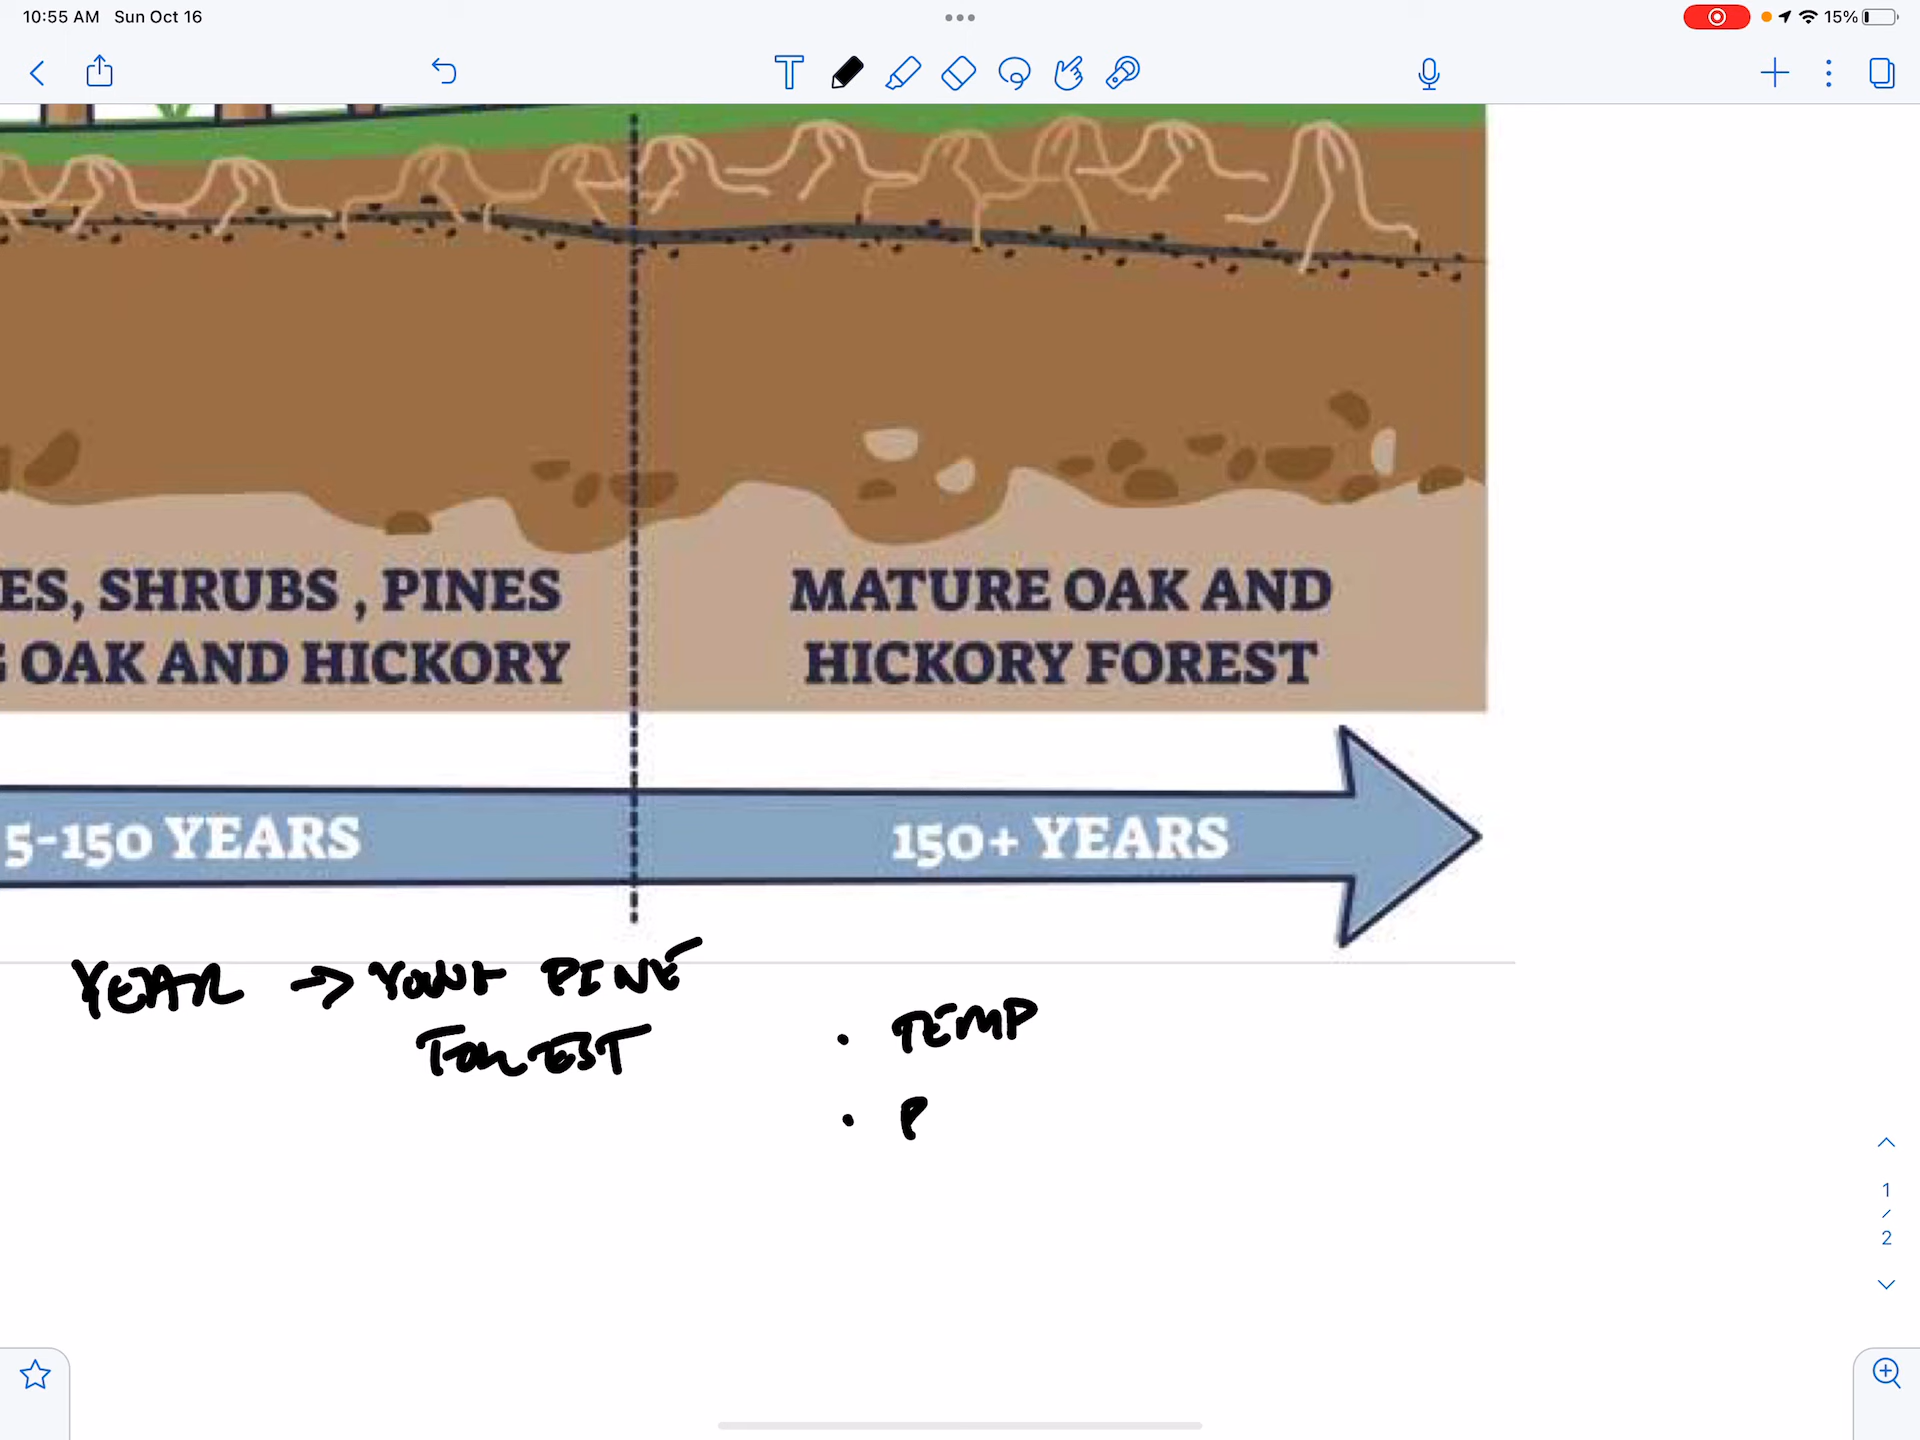 10:55 AM Sun Oct 16
15%
ES, SHRUBS , PINES
G OAK AND HICKORY
MATURE OAK AND
HICKORY FOREST
5-150 YEARS
150+ YEARS
YEAR → PINE
FOREST
• TEMP
• P
1
/
2